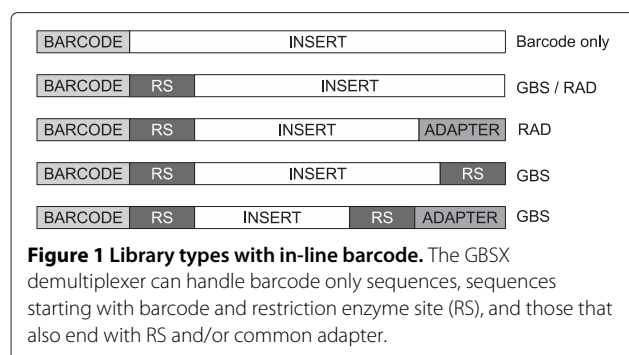 BARCODE INSERT Barcode only
BARCODE RS INSERT GBS / RAD
BARCODE RS INSERT ADAPTER RAD
BARCODE RS INSERT RS GBS
BARCODE RS INSERT RS ADAPTER GBS
Figure 1 Library types with in-line barcode. The GBSX
demultiplexer can handle barcode only sequences, sequences
starting with barcode and restriction enzyme site (RS), and those that
also end with RS and/or common adapter.